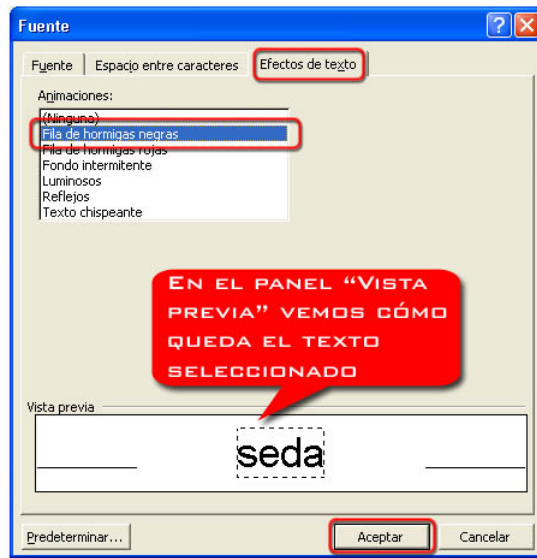 Fuente
Fuente Espacio entre caracteres Efectos de texto
Animaciones:
(Ninguna)
Fila de hormigas negras
Fila de hormigas rojas
Fondo intermitente
Luminosos
Reflejos
Texto chispeante
EN EL PANEL “VISTA
PREVIA” VEMOS CÓMO
QUEDA EL TEXTO
SELECCIONADO
Vista previa
seda
Predeterminar... Aceptar Cancelar